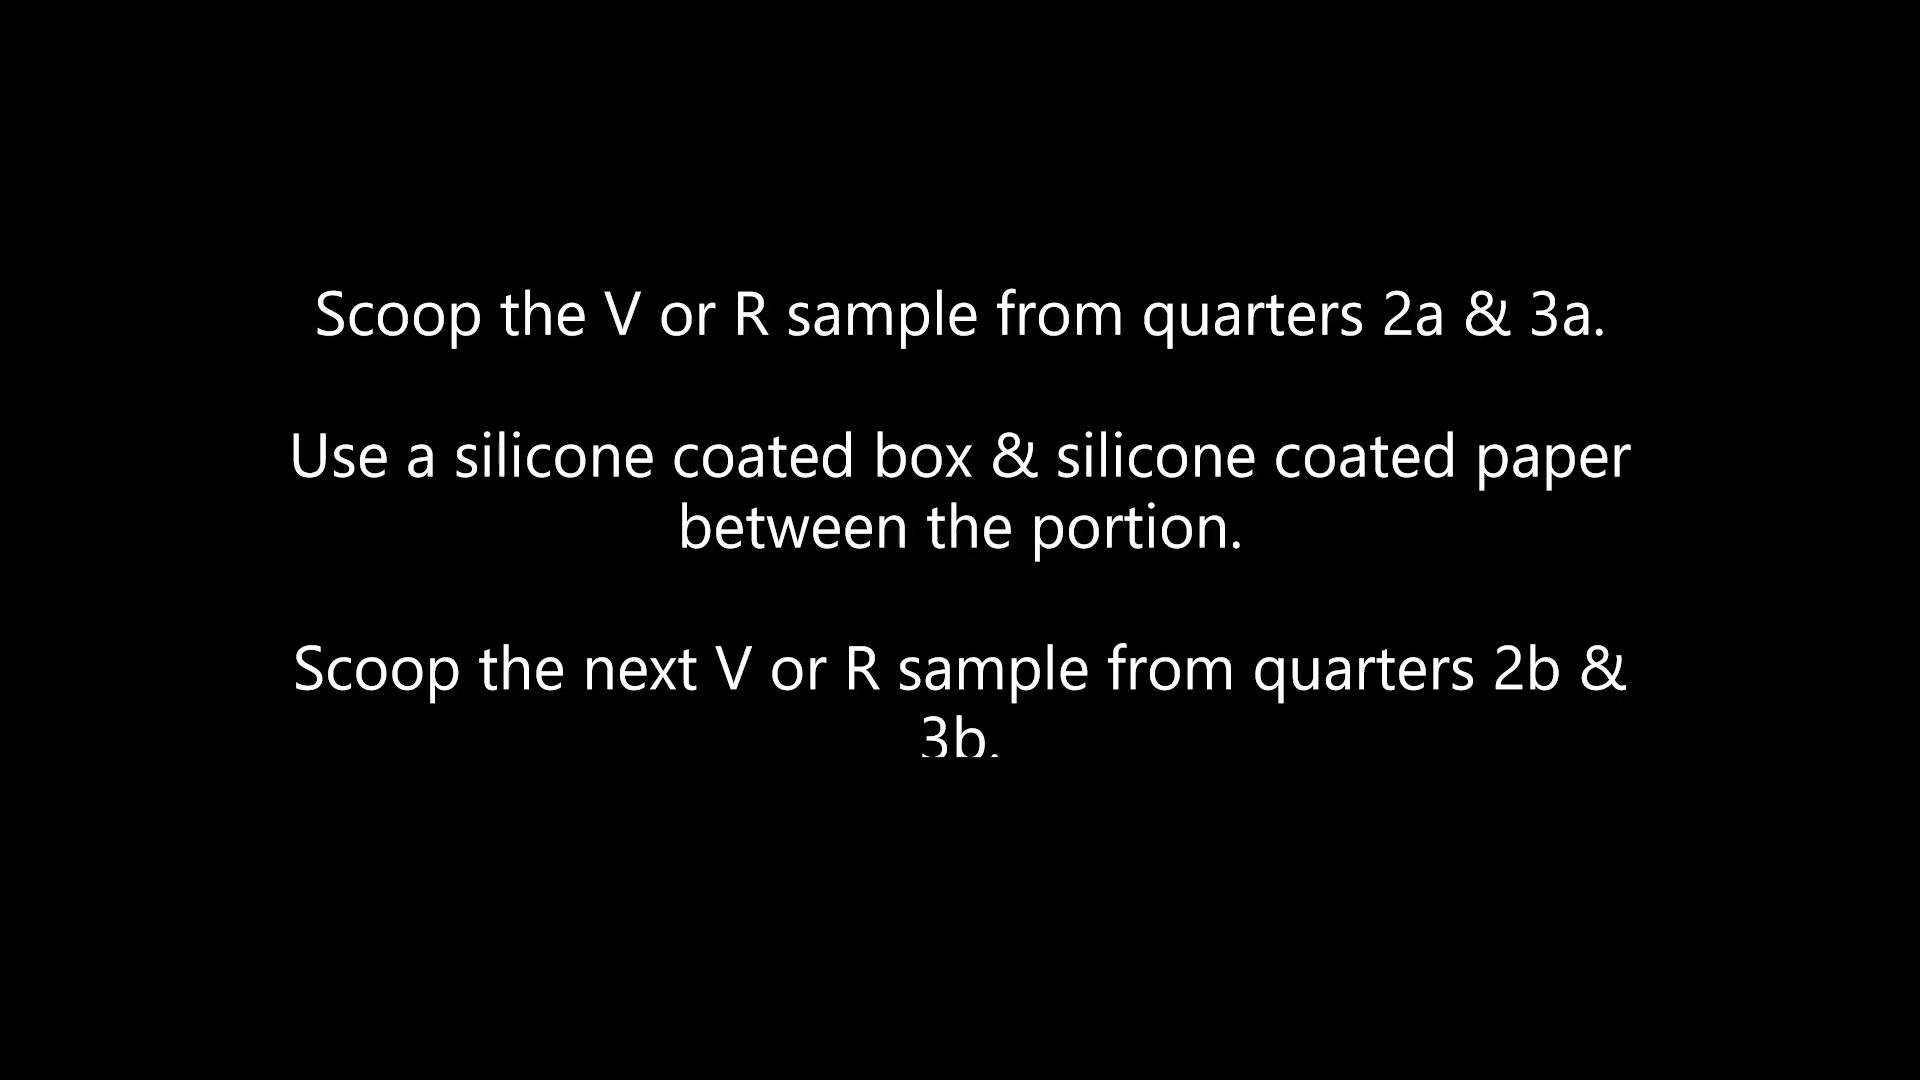 Scoop the V or R sample from quarters 2a & 3a.
Use a silicone coated box & silicone coated paper
between the portion.
Scoop the next V or R sample from quarters 2b &
3b.